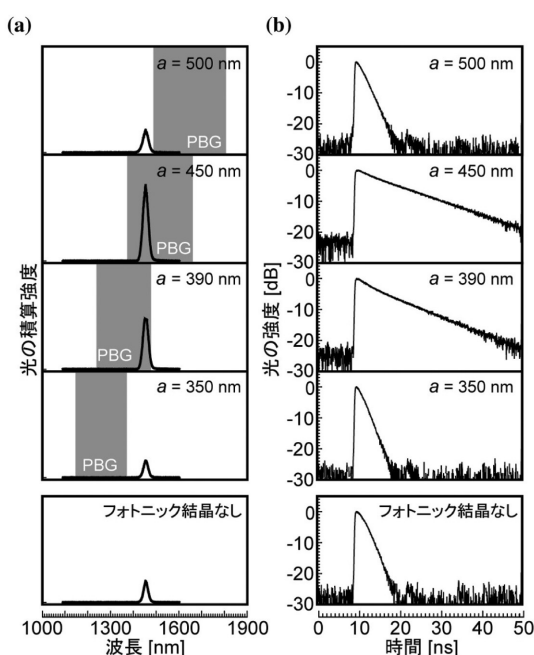 (a)
(b)
a = 500 nm
PBG
a = 450 nm
PBG
a = 390 nm
PBG
a = 350 nm
PBG
フォトニック結晶なし
光の積算強度
1000
1300
1600
1900
波長 [nm]
a = 500 nm
a = 450 nm
a = 390 nm
a = 350 nm
フォトニック結晶なし
光の強度 [dB]
0
-10
-20
-30
0
-10
-20
-30
0
-10
-20
-30
0
-10
-20
-30
0
-10
-20
-30
0
10
20
30
40
50
時間 [ns]